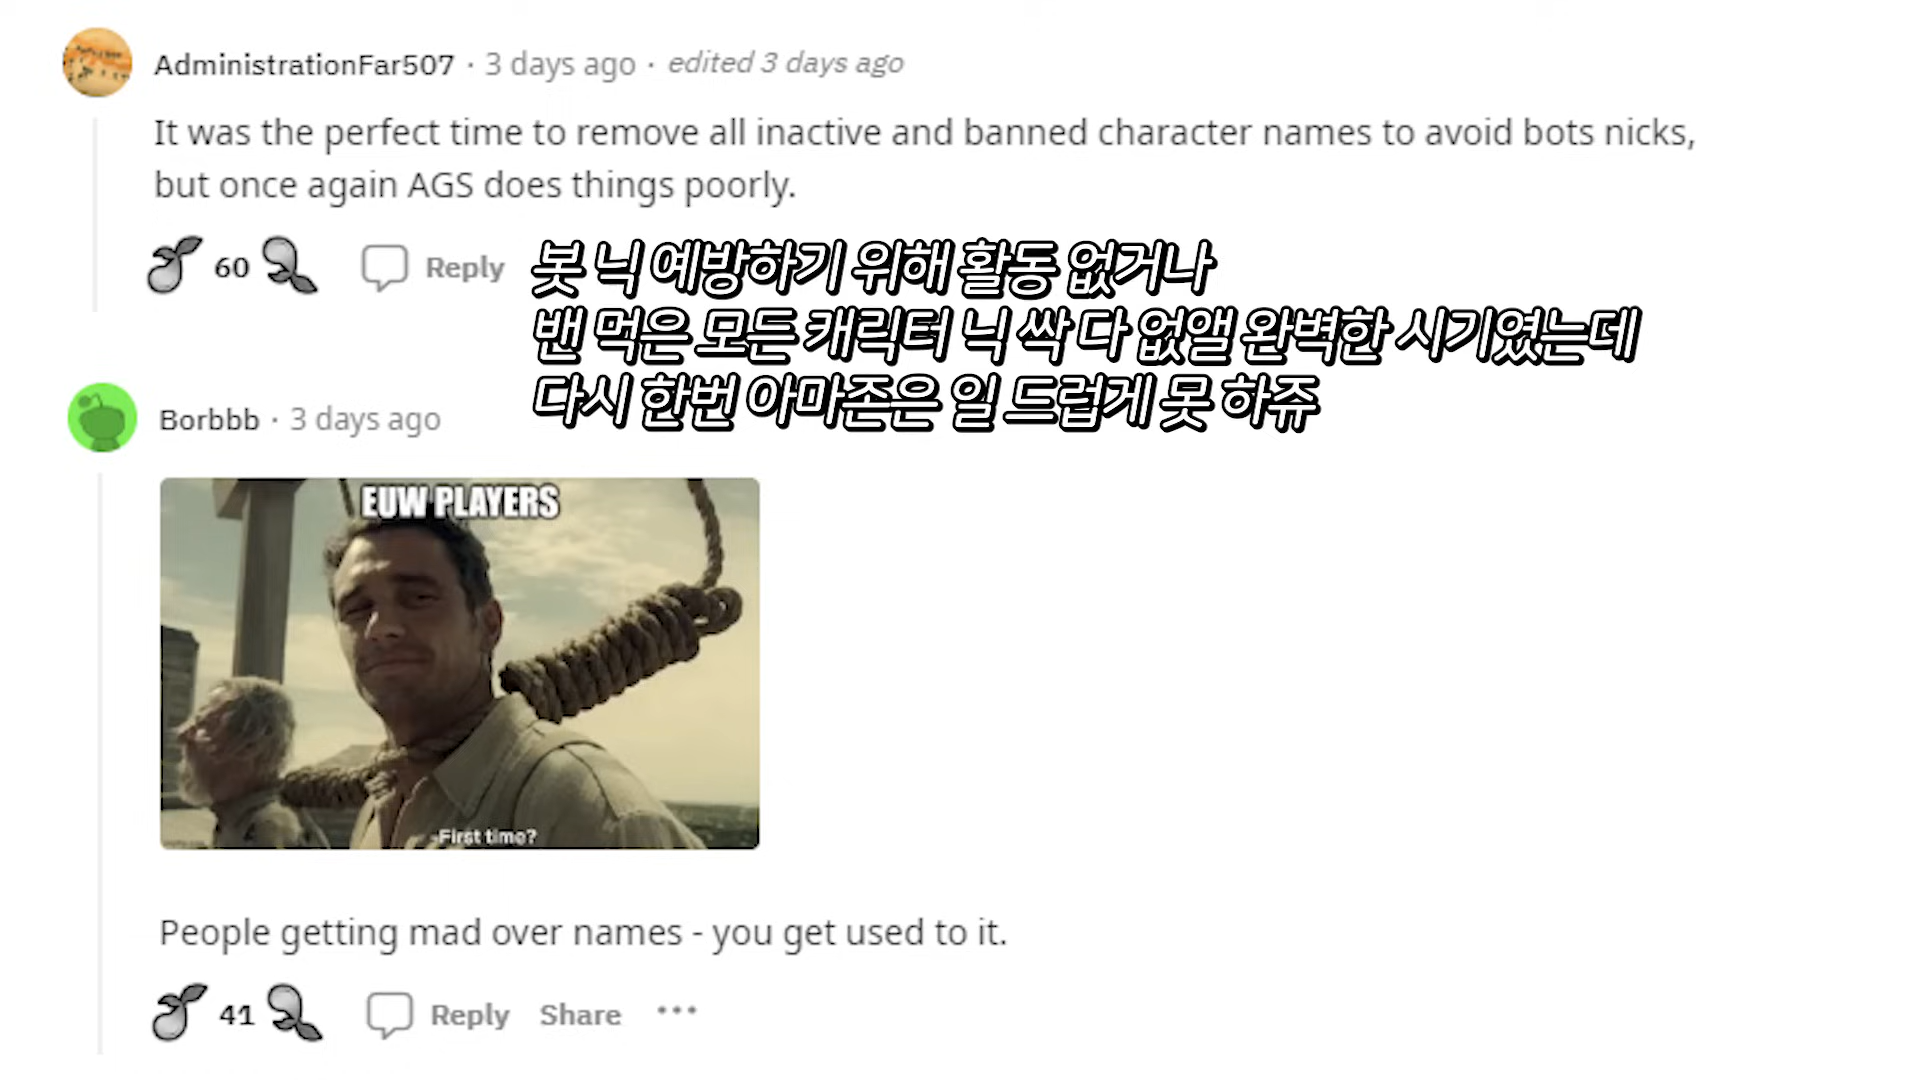 AdministrationFar507 · 3 days ago · edited 3 days ago
It was the perfect time to remove all inactive and banned character names to avoid bots nicks,
but once again AGS does things poorly.
60 Reply
봇 닉 예방하기 위해 활동 없거나
밴 먹은 모든 캐릭터 닉 싹 다 없앨 완벽한 시기였는데
다시 한번 아마존은 일 드럽게 못 하쥬
Borbbb · 3 days ago
EUW PLAYERS
First time?
People getting mad over names - you get used to it.
41 Reply Share ...